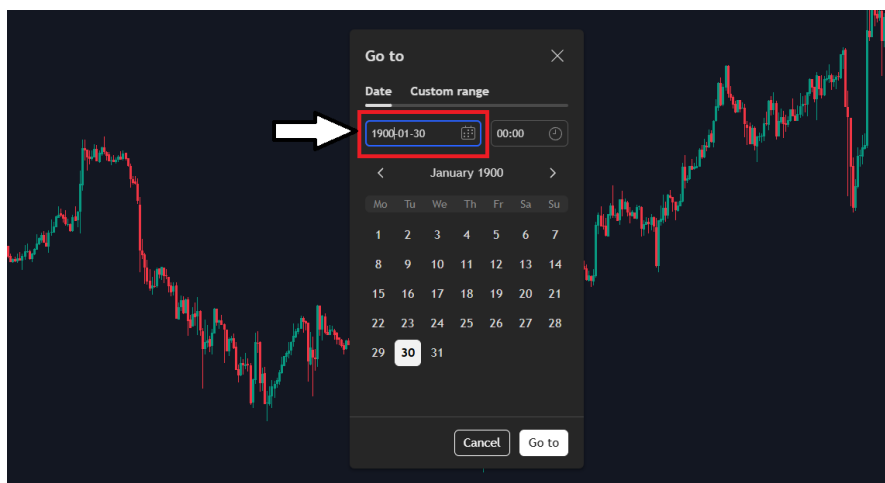 Go to
Date Custom range
1900-01-30 00:00
January 1900
Mo Tu We Th Fr Sa Su
1 2 3 4 5 6 7
8 9 10 11 12 13 14
15 16 17 18 19 20 21
22 23 24 25 26 27 28
29 30 31
Cancel Go to